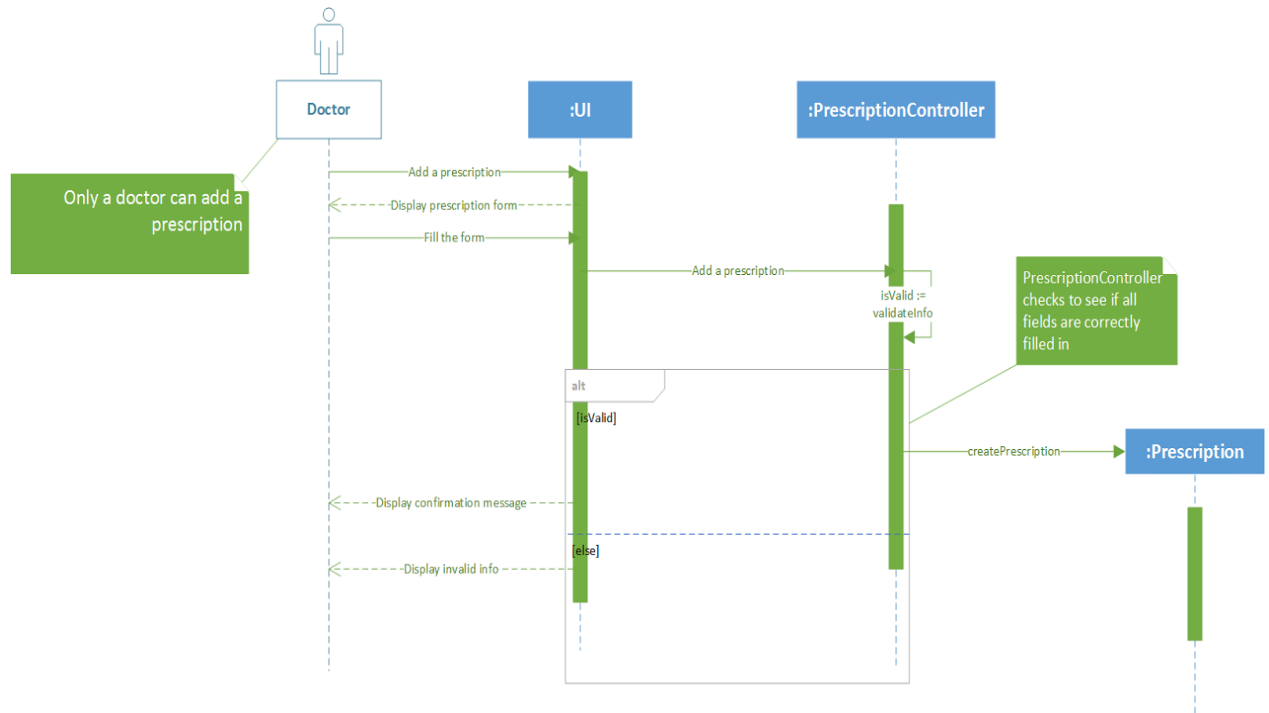 Doctor
:UI
:PrescriptionController
Only a doctor can add a
prescription
Add a prescription
Display prescription form
Fill the form
Add a prescription
isValid :=
validateInfo
PrescriptionController
checks to see if all
fields are correctly
filled in
alt
[isValid]
createPrescription
:Prescription
Display confirmation message
[else]
Display invalid info